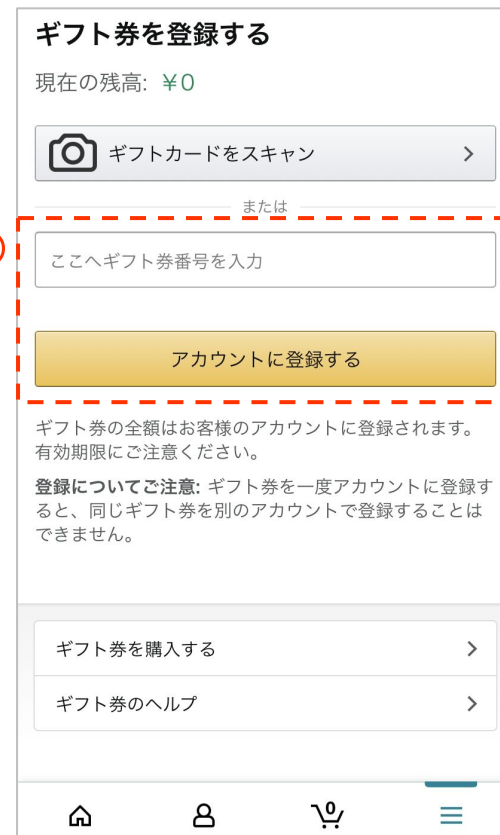 ギフト券を登録する
現在の残高: ¥0
ギフトカードをスキャン
または
ここへギフト券番号を入力
アカウントに登録する
ギフト券の全額はお客様のアカウントに登録されます。
有効期限にご注意ください。
登録についてご注意: ギフト券を一度アカウントに登録す
ると、同じギフト券を別のアカウントで登録することは
できません。
ギフト券を購入する
ギフト券のヘルプ
0